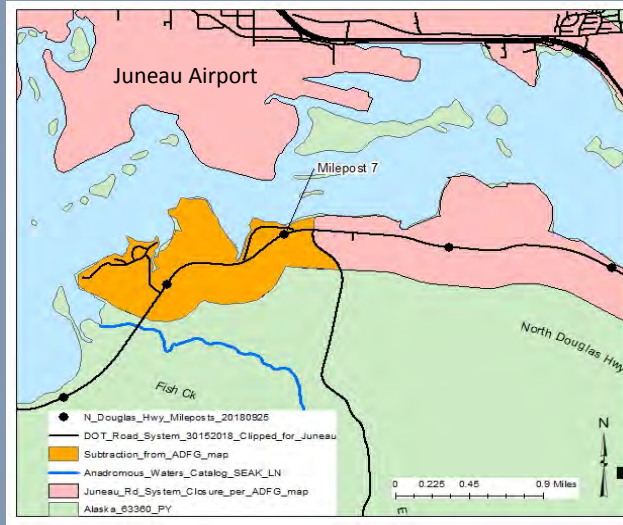 Juneau Airport
Milepost 7
North Douglas Hwy
Fish Ck
N_Douglas_Hwy_Mileposts_20180925
DOT_Road_System_30152018_Clipped_for_Juneau
Subtraction_from_ADFG_map
Anadromous_Waters_Catalog_SEAK_LN
Juneau_Rd_System_Closure_per_ADFG_map
Alaska_63360_PY
N
0 0.225 0.45 0.9 Miles
E